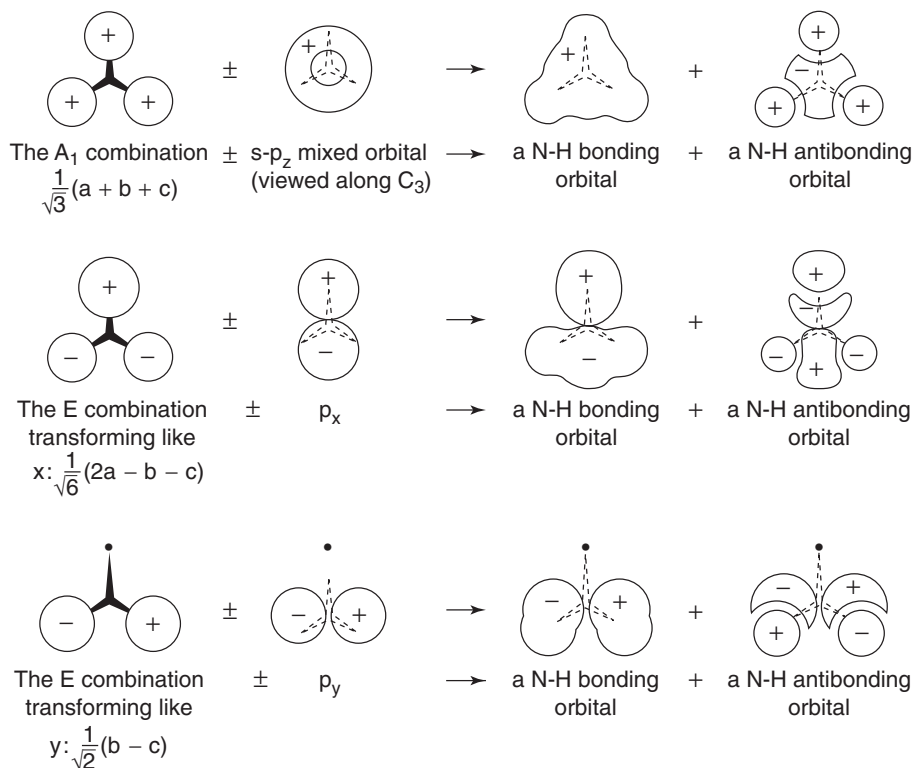 + ± + → + + −
+ + + +
The A₁ combination ± s-p_z mixed orbital → a N-H bonding + a N-H antibonding
1/√3 (a + b + c) (viewed along C₃) orbital orbital
+ ± + → + + +
− − − − − − − +
The E combination ± p_x → a N-H bonding + a N-H antibonding
transforming like orbital orbital
x: 1/√6 (2a − b − c)
± → +
− + − + − + − +
+ −
The E combination ± p_y → a N-H bonding + a N-H antibonding
transforming like orbital orbital
y: 1/√2 (b − c)